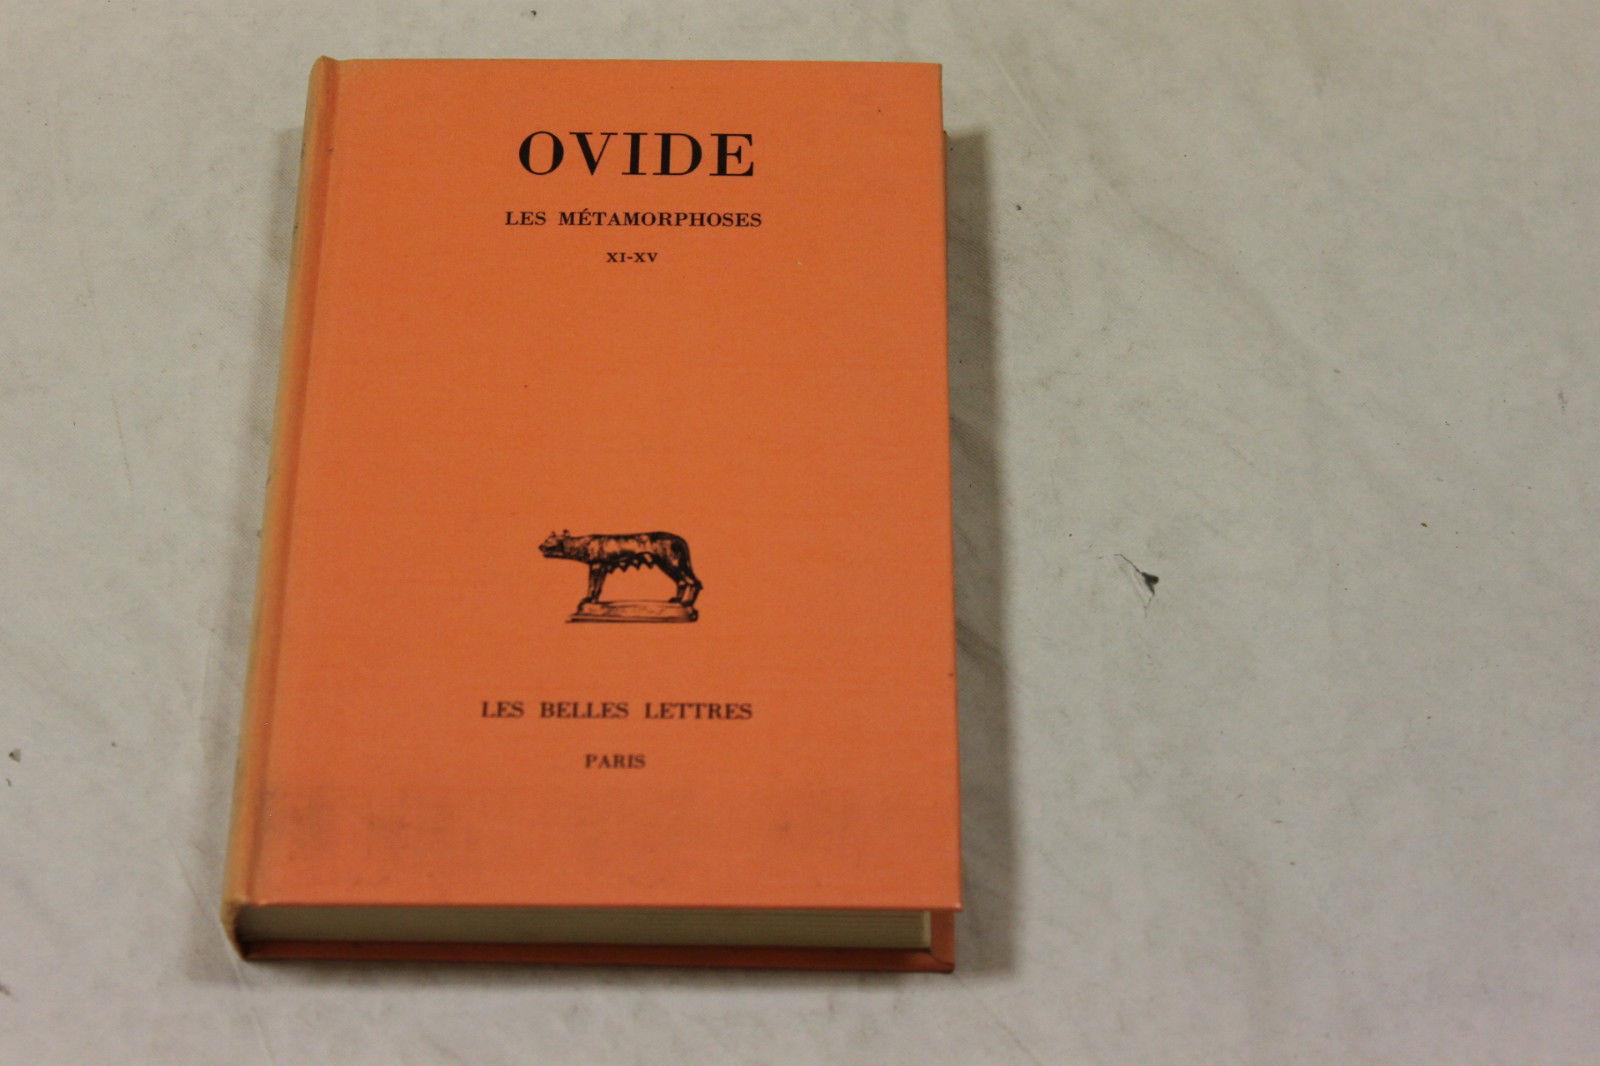 OVIDE
LES MÉTAMORPHOSES
XI-XV
LES BELLES LETTRES
PARIS